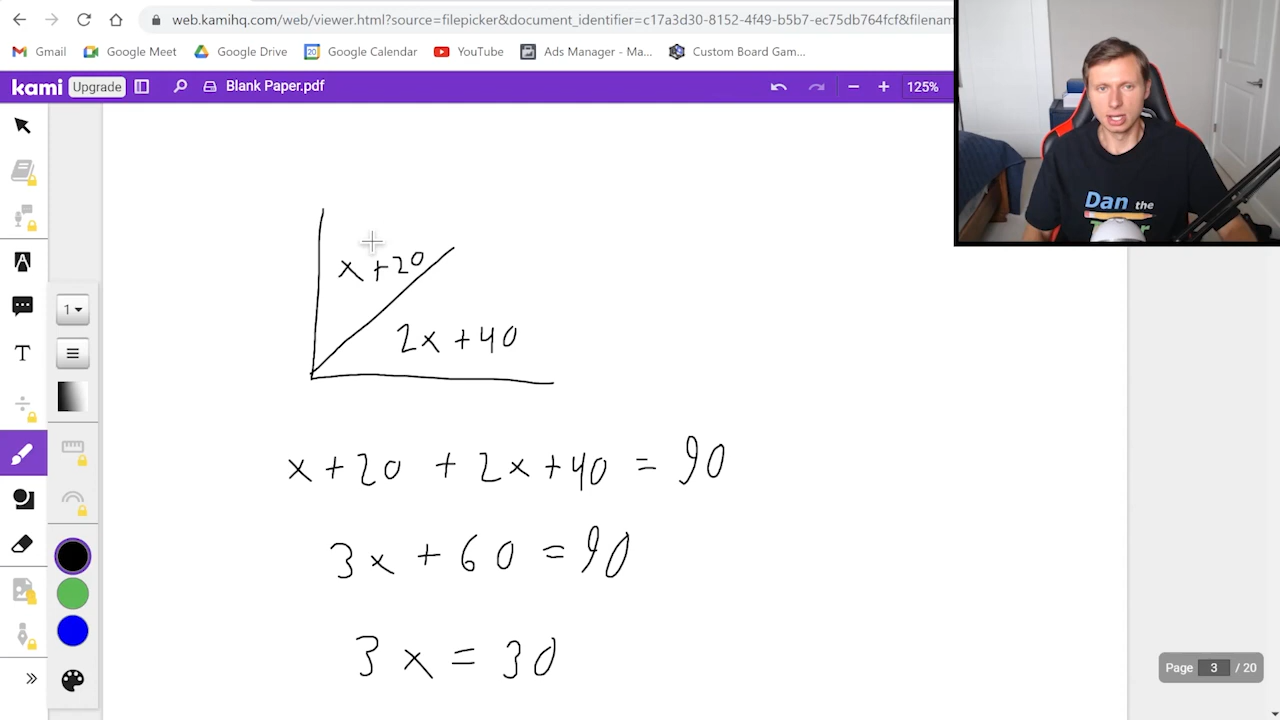 web.kamihq.com/web/viewer.html?source=filepicker&document_identifier=c17a3d30-8152-4f49-b5b7-ec75db764fcf&filenam
Gmail Google Meet Google Drive 20 Google Calendar YouTube Ads Manager - Ma... Custom Board Gam...
kami Upgrade Blank Paper.pdf 125%
Dan the
x+20
2x+40
1
T
x+20 + 2x+40 = 90
3x + 60 = 90
3x = 30
Page 3 / 20